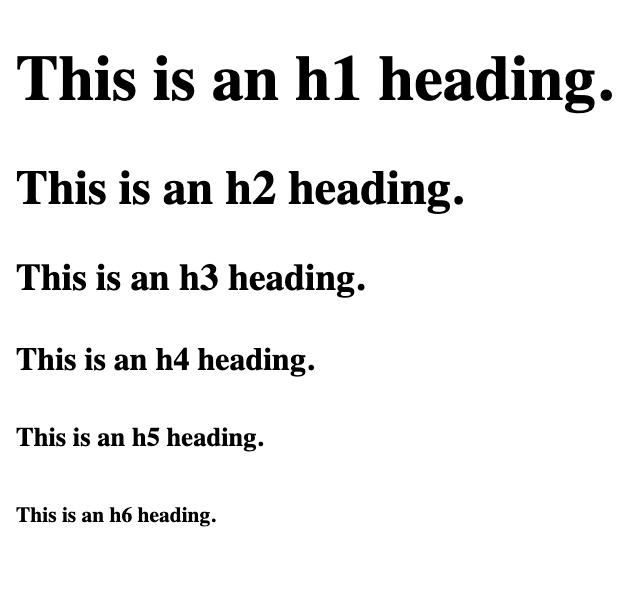 This is an h1 heading.
This is an h2 heading.
This is an h3 heading.
This is an h4 heading.
This is an h5 heading.
This is an h6 heading.